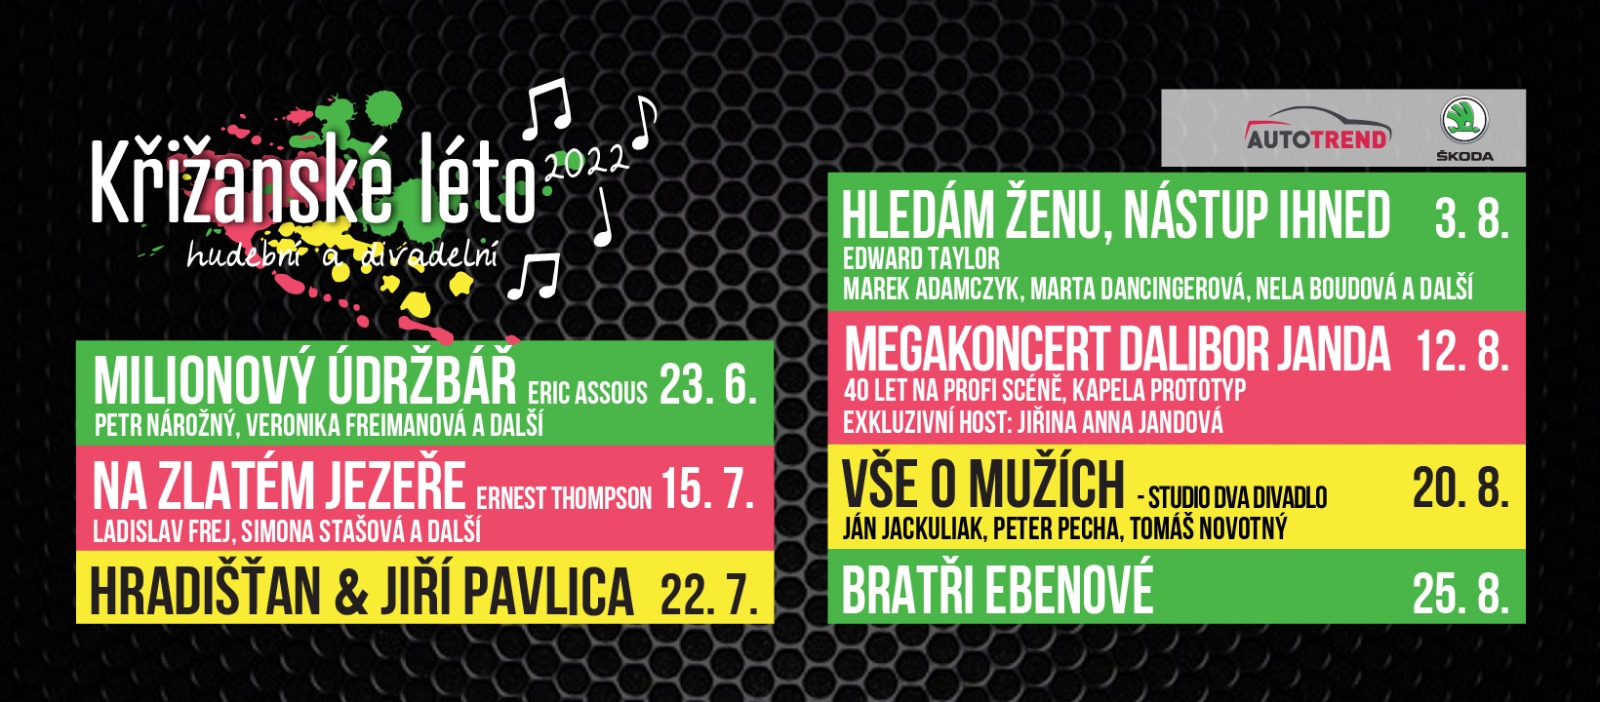 Křižanské léto 2022
hudební a divadelní
MILIONOVÝ ÚDRŽBÁŘ ERIC ASSOUS 23. 6.
PETR NÁROŽNÝ, VERONIKA FREIMANOVÁ A DALŠÍ
NA ZLATÉM JEZEŘE ERNEST THOMPSON 15. 7.
LADISLAV FREJ, SIMONA STAŠOVÁ A DALŠÍ
HRADIŠŤAN & JIŘÍ PAVLICA 22. 7.
AUTOTREND
ŠKODA
HLEDÁM ŽENU, NÁSTUP IHNED 3. 8.
EDWARD TAYLOR
MAREK ADAMCZYK, MARTA DANCINGEROVÁ, NELA BOUDOVÁ A DALŠÍ
MEGAKONCERT DALIBOR JANDA 12. 8.
40 LET NA PROFI SCÉNĚ, KAPELA PROTOTYP
EXKLUZIVNÍ HOST: JIŘINA ANNA JANDOVÁ
VŠE O MUŽÍCH - STUDIO DVA DIVADLO 20. 8.
JÁN JACKULIAK, PETER PECHA, TOMÁŠ NOVOTNÝ
BRATŘI EBENOVÉ 25. 8.